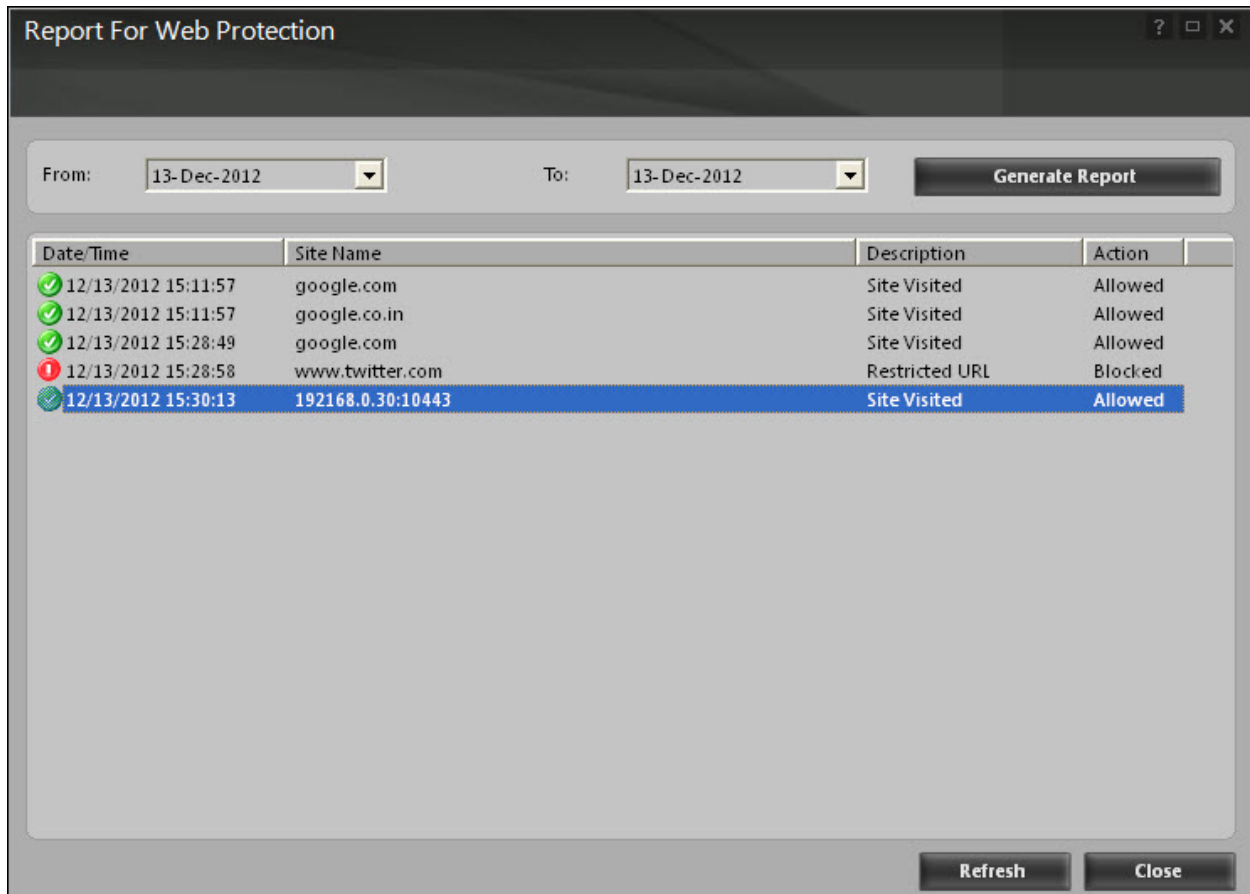 Report For Web Protection
From: 13-Dec-2012 To: 13-Dec-2012 Generate Report
Date/Time Site Name Description Action
12/13/2012 15:11:57 google.com Site Visited Allowed
12/13/2012 15:11:57 google.co.in Site Visited Allowed
12/13/2012 15:28:49 google.com Site Visited Allowed
12/13/2012 15:28:58 www.twitter.com Restricted URL Blocked
12/13/2012 15:30:13 192168.0.30:10443 Site Visited Allowed
Refresh Close